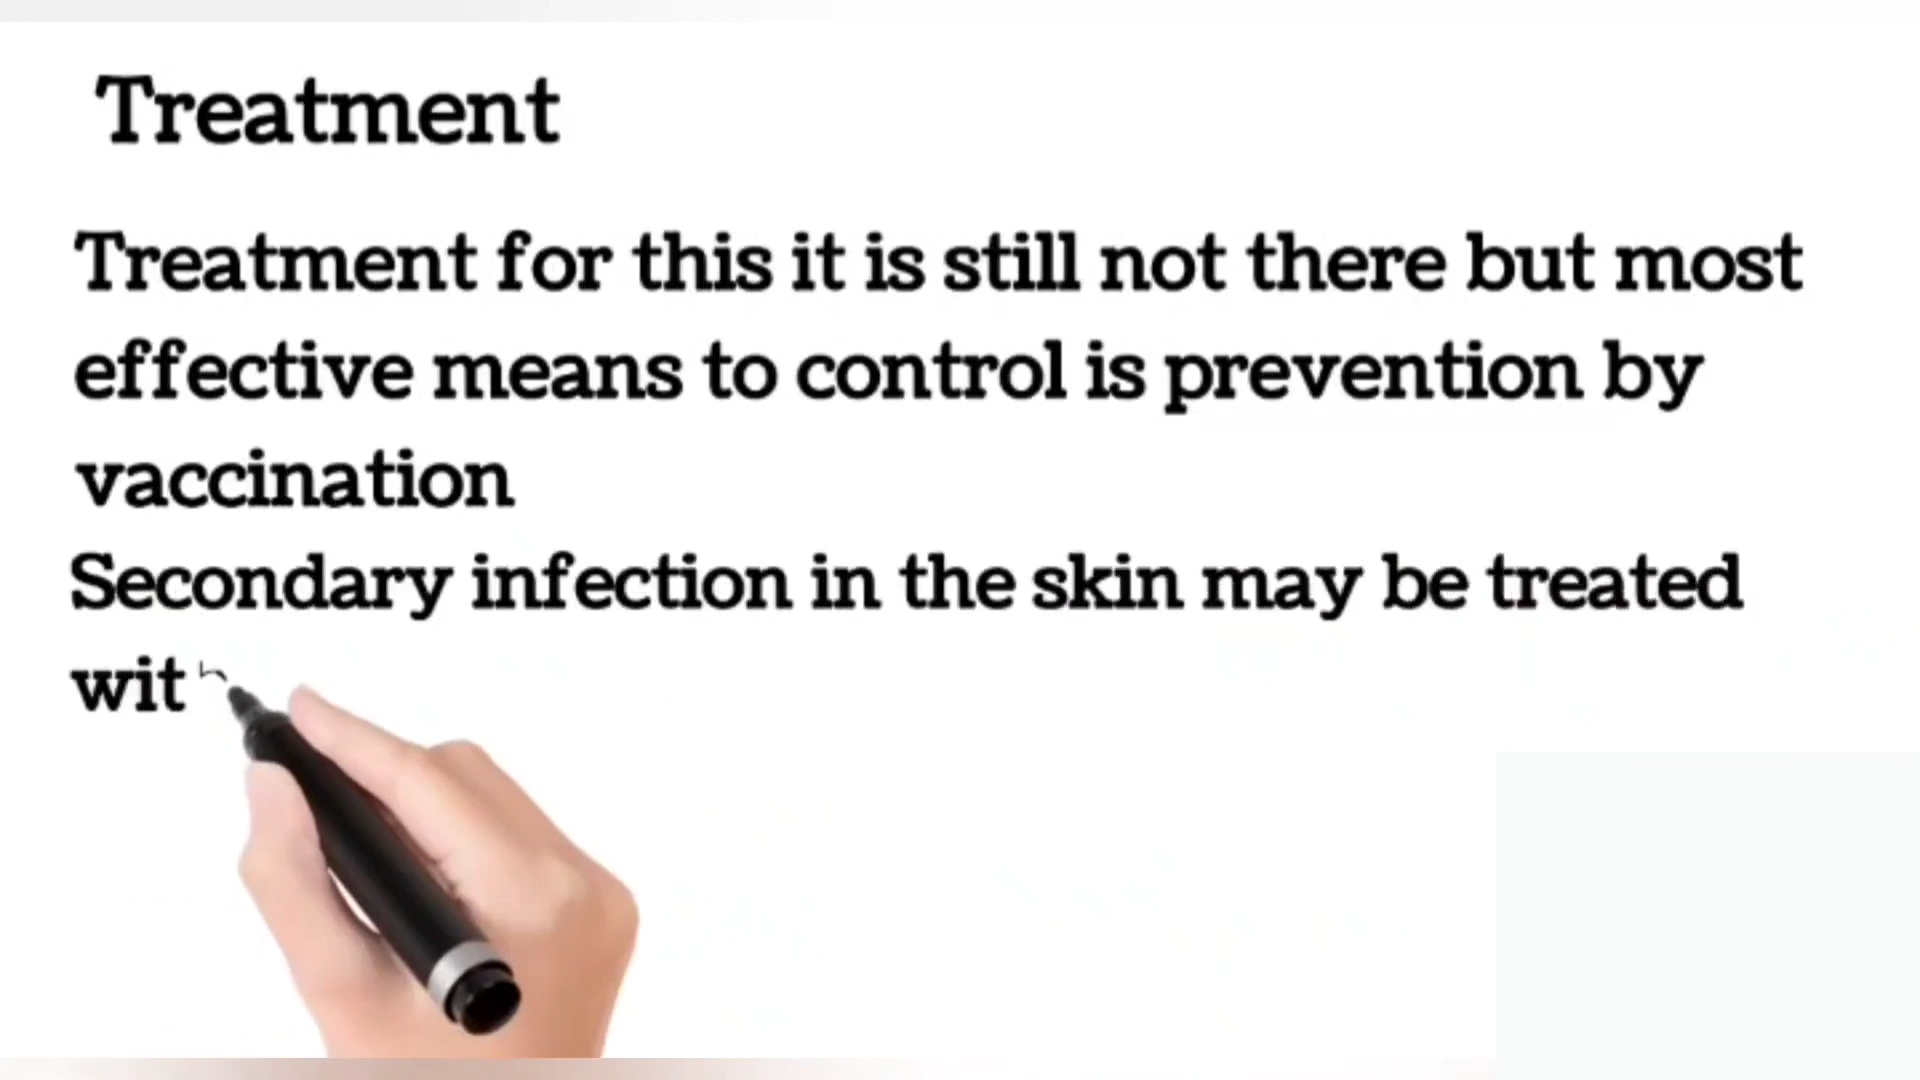 Treatment
Treatment for this it is still not there but most
effective means to control is prevention by
vaccination
Secondary infection in the skin may be treated
wit